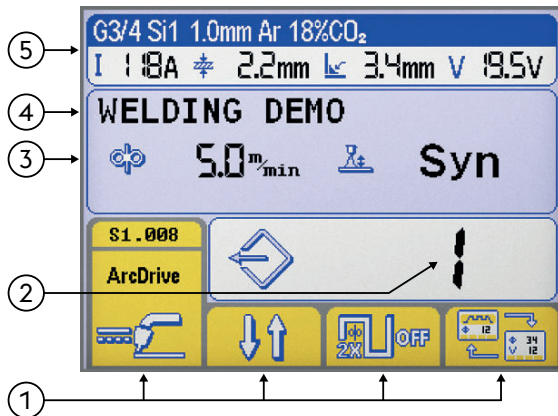 G3/4 Si1 1.0mm Ar 18%CO₂
5 I 118A 2.2mm 3.4mm V 19.5V
4 WELDING DEMO
3 5.0 m/min Syn
S1.008
ArcDrive
2 1
2X OFF 12 34 V 12
1